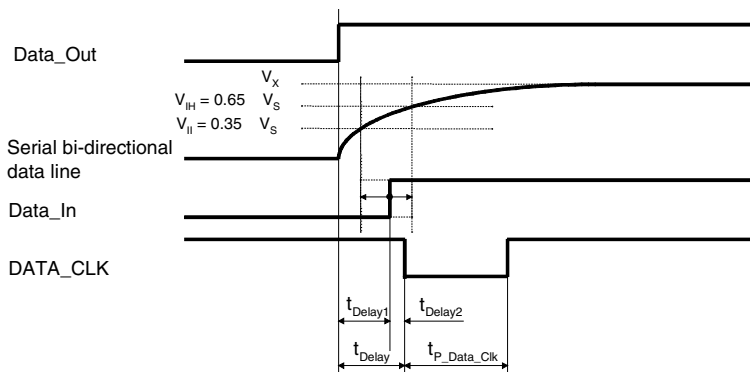 Data_Out
V_X
V_IH = 0.65 V_S
V_Il = 0.35 V_S
Serial bi-directional
data line
Data_In
DATA_CLK
t_Delay1 t_Delay2
t_Delay t_P_Data_Clk